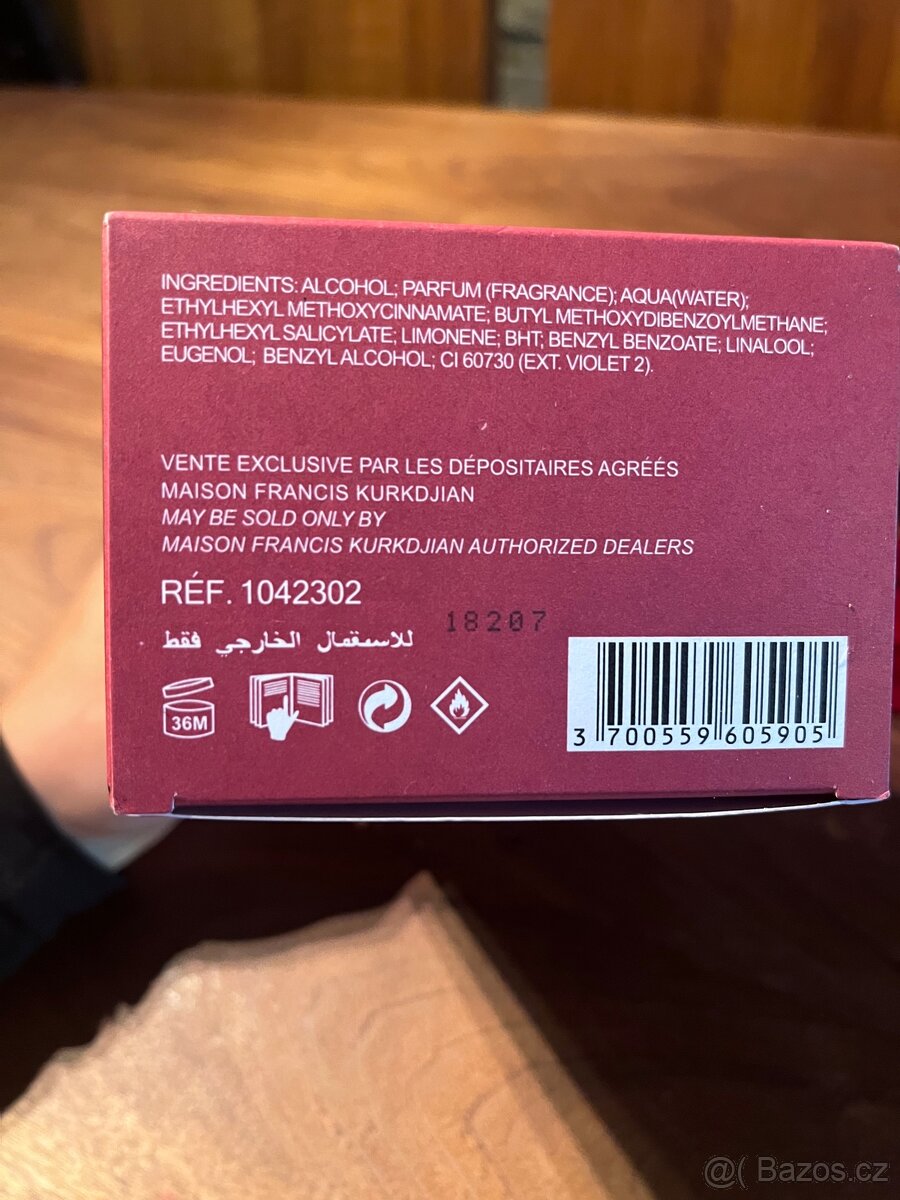 INGREDIENTS: ALCOHOL; PARFUM (FRAGRANCE); AQUA(WATER);
ETHYLHEXYL METHOXYCINNAMATE; BUTYL METHOXYDIBENZOYLMETHANE;
ETHYLHEXYL SALICYLATE; LIMONENE; BHT; BENZYL BENZOATE; LINALOOL;
EUGENOL; BENZYL ALCOHOL; CI 60730 (EXT. VIOLET 2).
VENTE EXCLUSIVE PAR LES DÉPOSITAIRES AGRÉÉS
MAISON FRANCIS KURKDJIAN
MAY BE SOLD ONLY BY
MAISON FRANCIS KURKDJIAN AUTHORIZED DEALERS
RÉF. 1042302
18207
للاسمقمال الخارجي فقط
36M
3 700559 605905
@( Bazos.cz